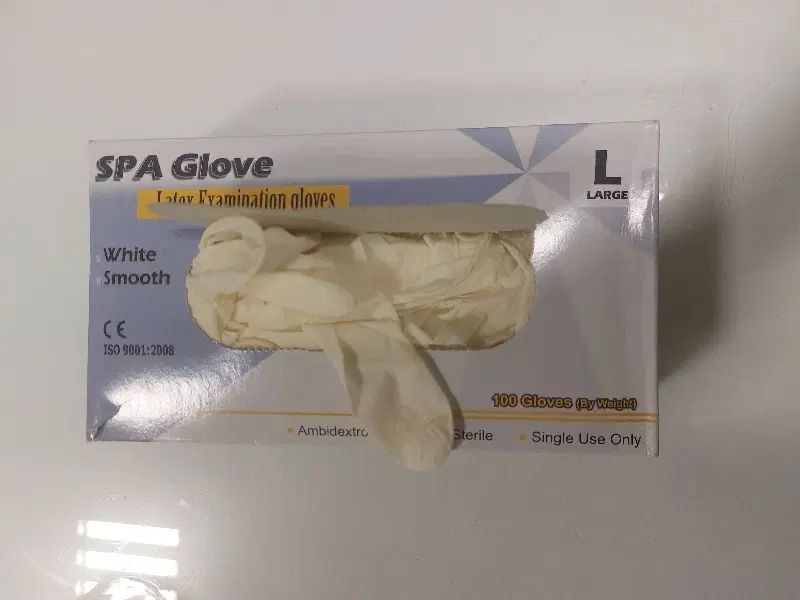 SPA Glove
Latex Examination gloves
L
LARGE
White
Smooth
CE
ISO 9001:2008
100 Gloves (By Weight)
Ambidextro
Sterile
Single Use Only